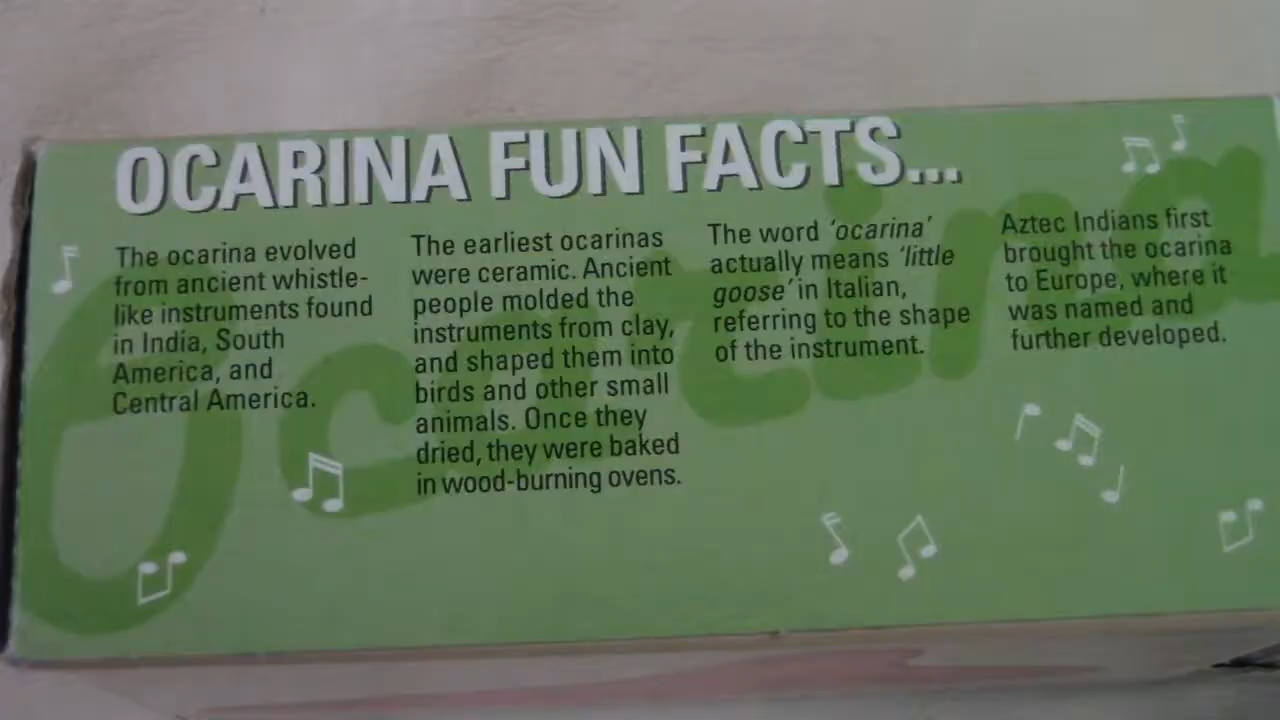 OCARINA FUN FACTS...
The ocarina evolved
from ancient whistle-
like instruments found
in India, South
America, and
Central America.
The earliest ocarinas
were ceramic. Ancient
people molded the
instruments from clay,
and shaped them into
birds and other small
animals. Once they
dried, they were baked
in wood-burning ovens.
The word 'ocarina'
actually means 'little
goose' in Italian,
referring to the shape
of the instrument.
Aztec Indians first
brought the ocarina
to Europe, where it
was named and
further developed.
Ocarina